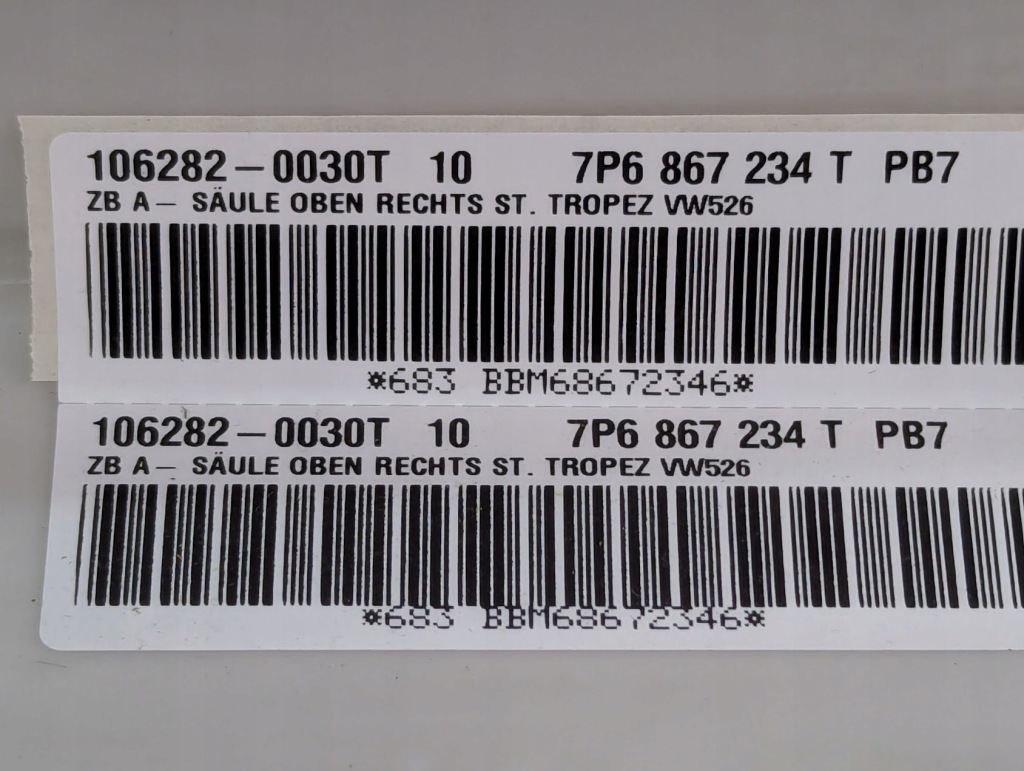 106282-0030T 10 7P6 867 234 T PB7
ZB A- SÄULE OBEN RECHTS ST. TROPEZ VW526
*683 BBM68672346*
106282-0030T 10 7P6 867 234 T PB7
ZB A- SÄULE OBEN RECHTS ST. TROPEZ VW526
*683 BBM68672346*